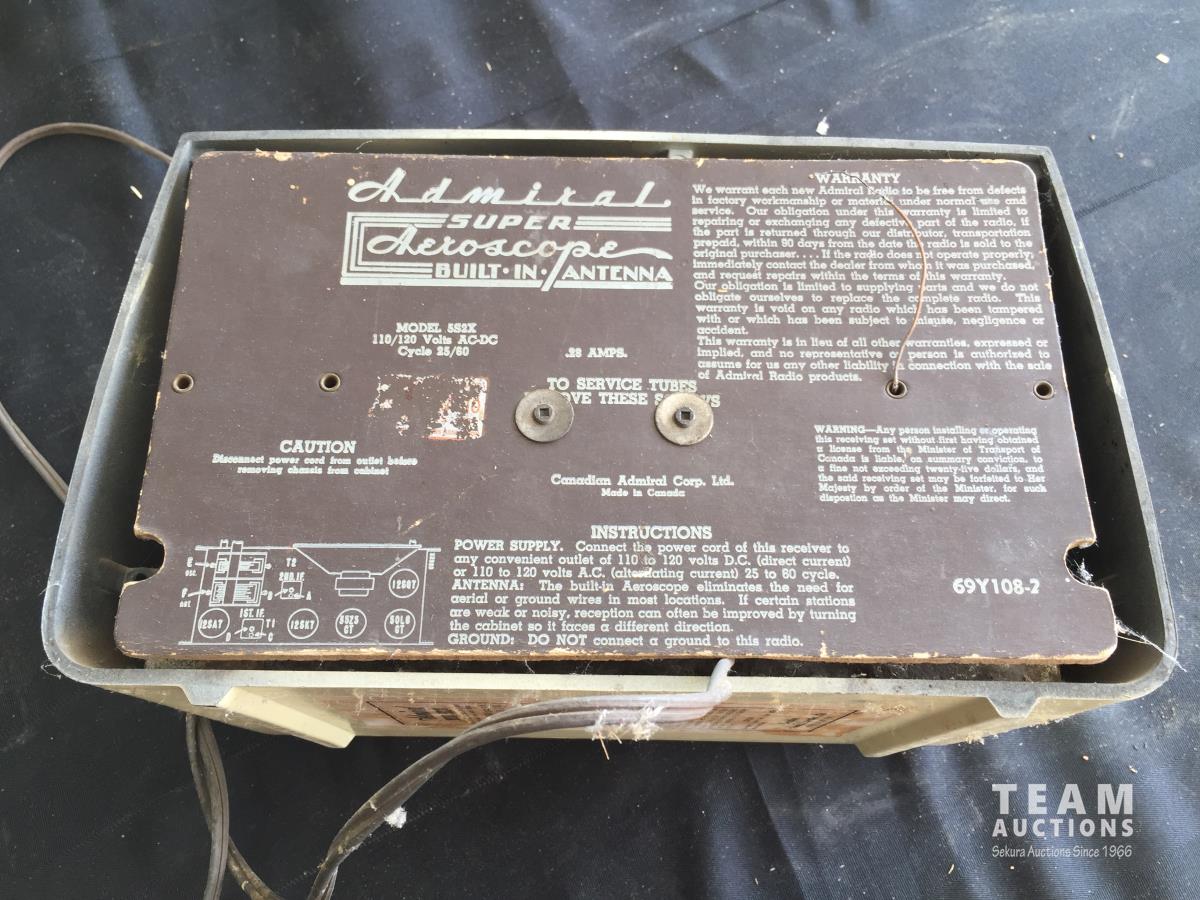 Admiral
SUPER
Aeroscope
BUILT·IN·ANTENNA
MODEL 5S2X
110/120 Volts AC-DC
Cycle 25/60
.28 AMPS.
TO SERVICE TUBES
THESE
WARRANTY
We warrant each new Admiral Radio to be free from defects
in factory workmanship or material under normal use and
service. Our obligation under this warranty is limited to
repairing or exchanging any defective part of the radio, if
the part is returned through our distributor, transportation
prepaid, within 90 days from the date the radio is sold to the
original purchaser.... If the radio does not operate properly,
immediately contact the dealer from whom it was purchased,
and request repairs within the terms of this warranty.
Our obligation is limited to supplying parts and we do not
obligate ourselves to replace the complete radio. This
warranty is void on any radio which has been tampered
with or which has been subject to misuse, negligence or
accident.
This warranty is in lieu of all other warranties, expressed or
implied, and no representative or person is authorized to
assume for us any other liability in connection with the sale
of Admiral Radio products.
CAUTION
Disconnect power cord from outlet before
removing chassis from cabinet
Canadian Admiral Corp. Ltd.
Made in Canada
WARNING—Any person installing or operating
this receiving set without first having obtained
a license from the Minister of Transport of
Canada is liable, on summary conviction, to
a fine not exceeding twenty-five dollars, and
the said receiving set may be forfeited to Her
Majesty by order of the Minister, for such
dispostion as the Minister may direct.
INSTRUCTIONS
POWER SUPPLY. Connect the power cord of this receiver to
any convenient outlet of 110 to 120 volts D.C. (direct current)
or 110 to 120 volts A.C. (alternating current) 25 to 60 cycle.
ANTENNA: The built-in Aeroscope eliminates the need for
aerial or ground wires in most locations. If certain stations
are weak or noisy, reception can often be improved by turning
the cabinet so it faces a different direction.
GROUND: DO NOT connect a ground to this radio.
E
OSC.
F
ANT.
T2
2ND. IF.
B
A
1ST. IF.
T1
D
C
12SA7
12SK7
35Z5
GT
50L6
GT
12SQ7
69Y108-2
TEAM
AUCTIONS
Sekura Auctions Since 1966